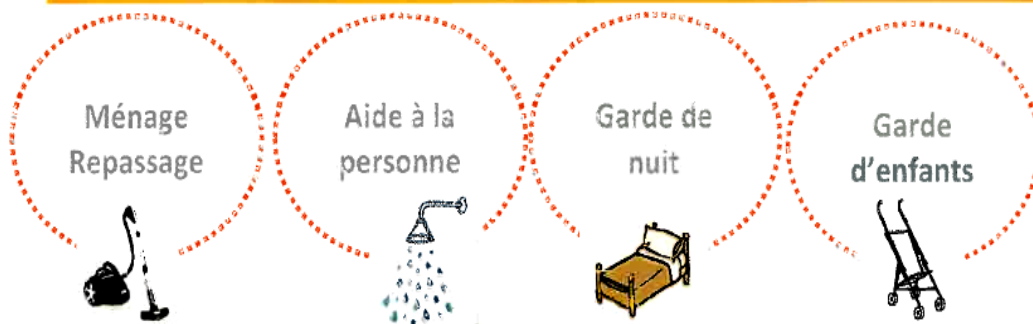 Ménage
Repassage
Aide à la
personne
Garde de
nuit
Garde
d'enfants